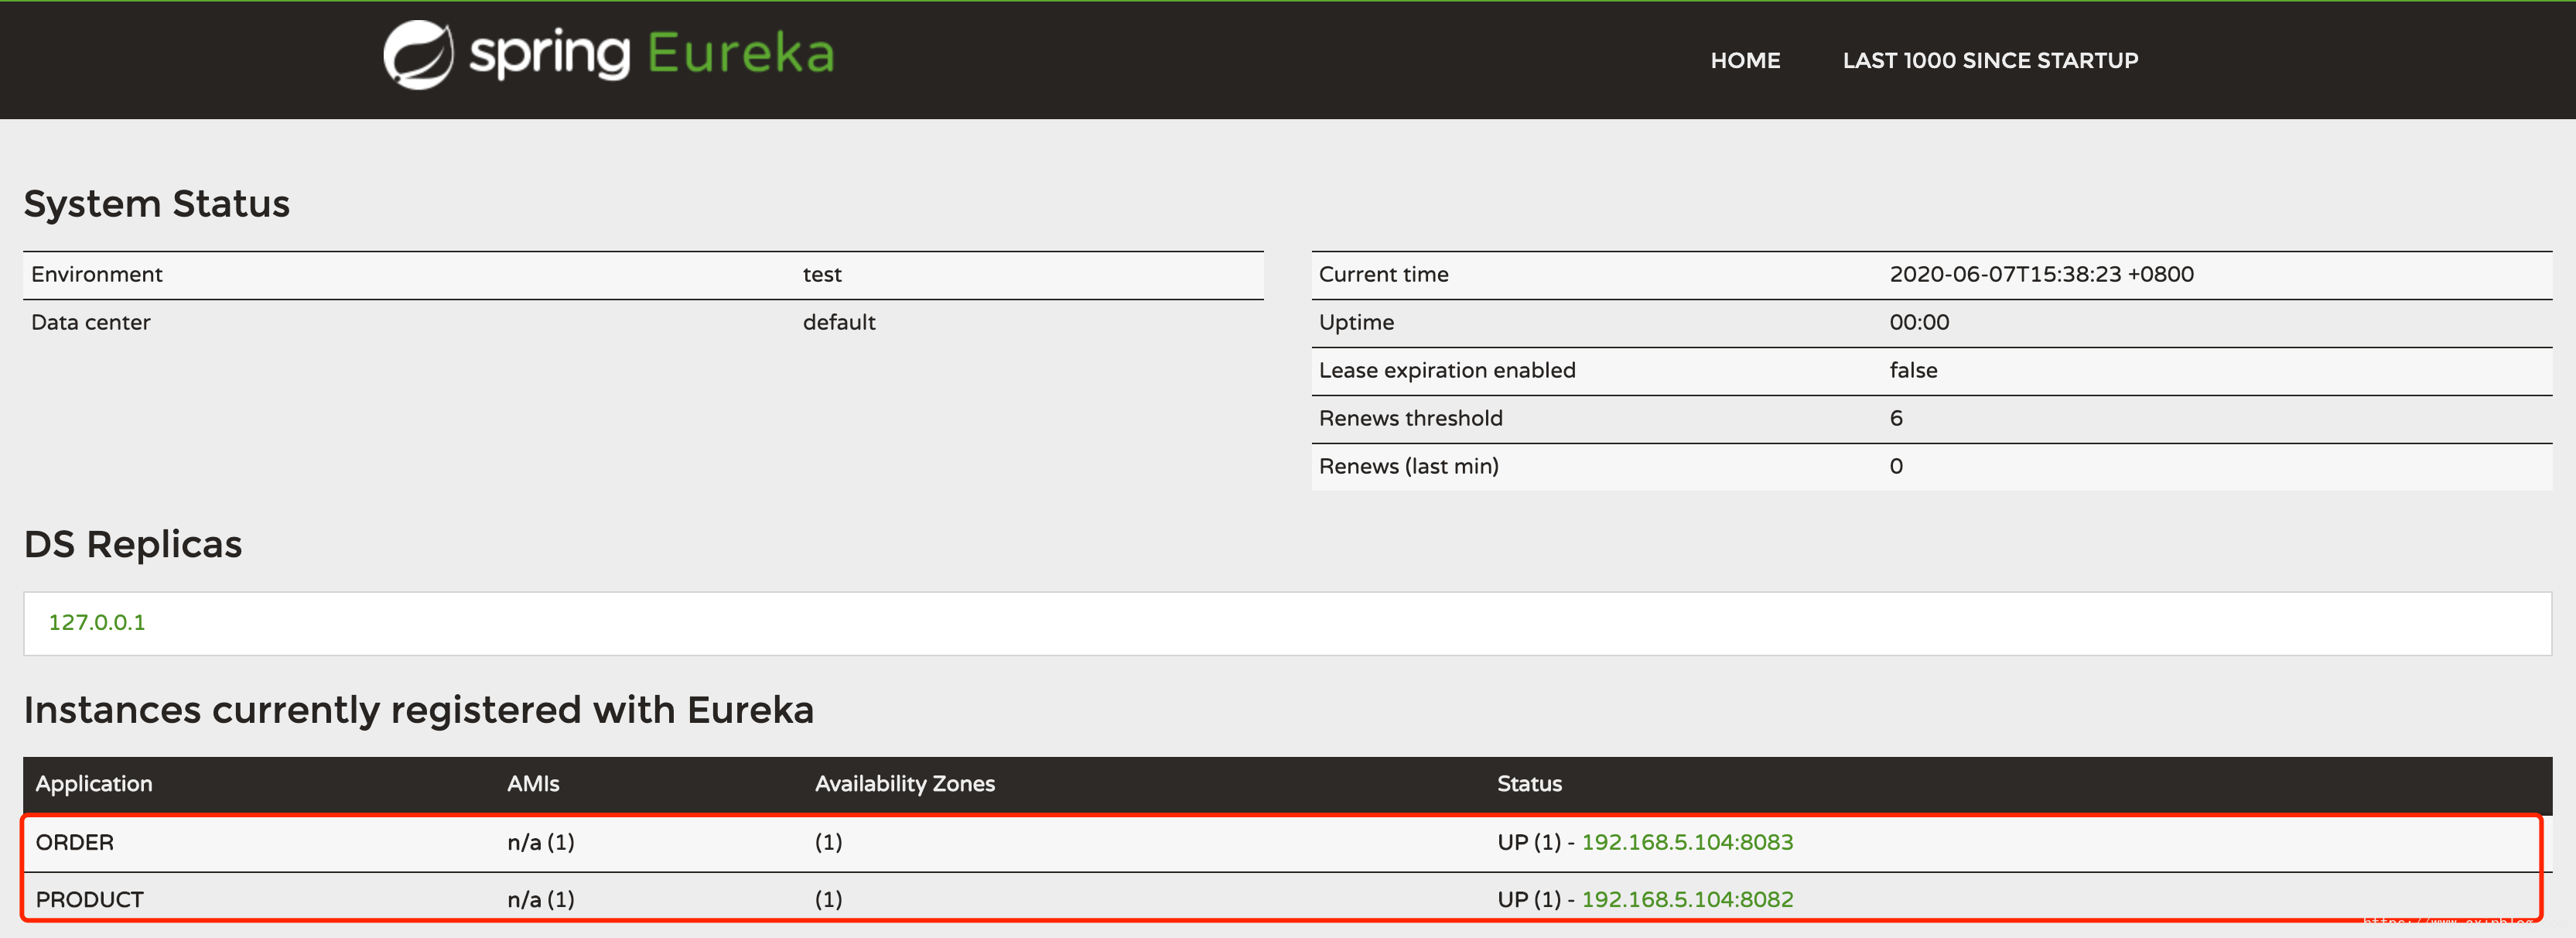 spring Eureka
HOME LAST 1000 SINCE STARTUP
System Status
Environment test
Data center default
Current time 2020-06-07T15:38:23 +0800
Uptime 00:00
Lease expiration enabled false
Renews threshold 6
Renews (last min) 0
DS Replicas
127.0.0.1
Instances currently registered with Eureka
Application AMIs Availability Zones Status
ORDER n/a (1) (1) UP (1) - 192.168.5.104:8083
PRODUCT n/a (1) (1) UP (1) - 192.168.5.104:8082